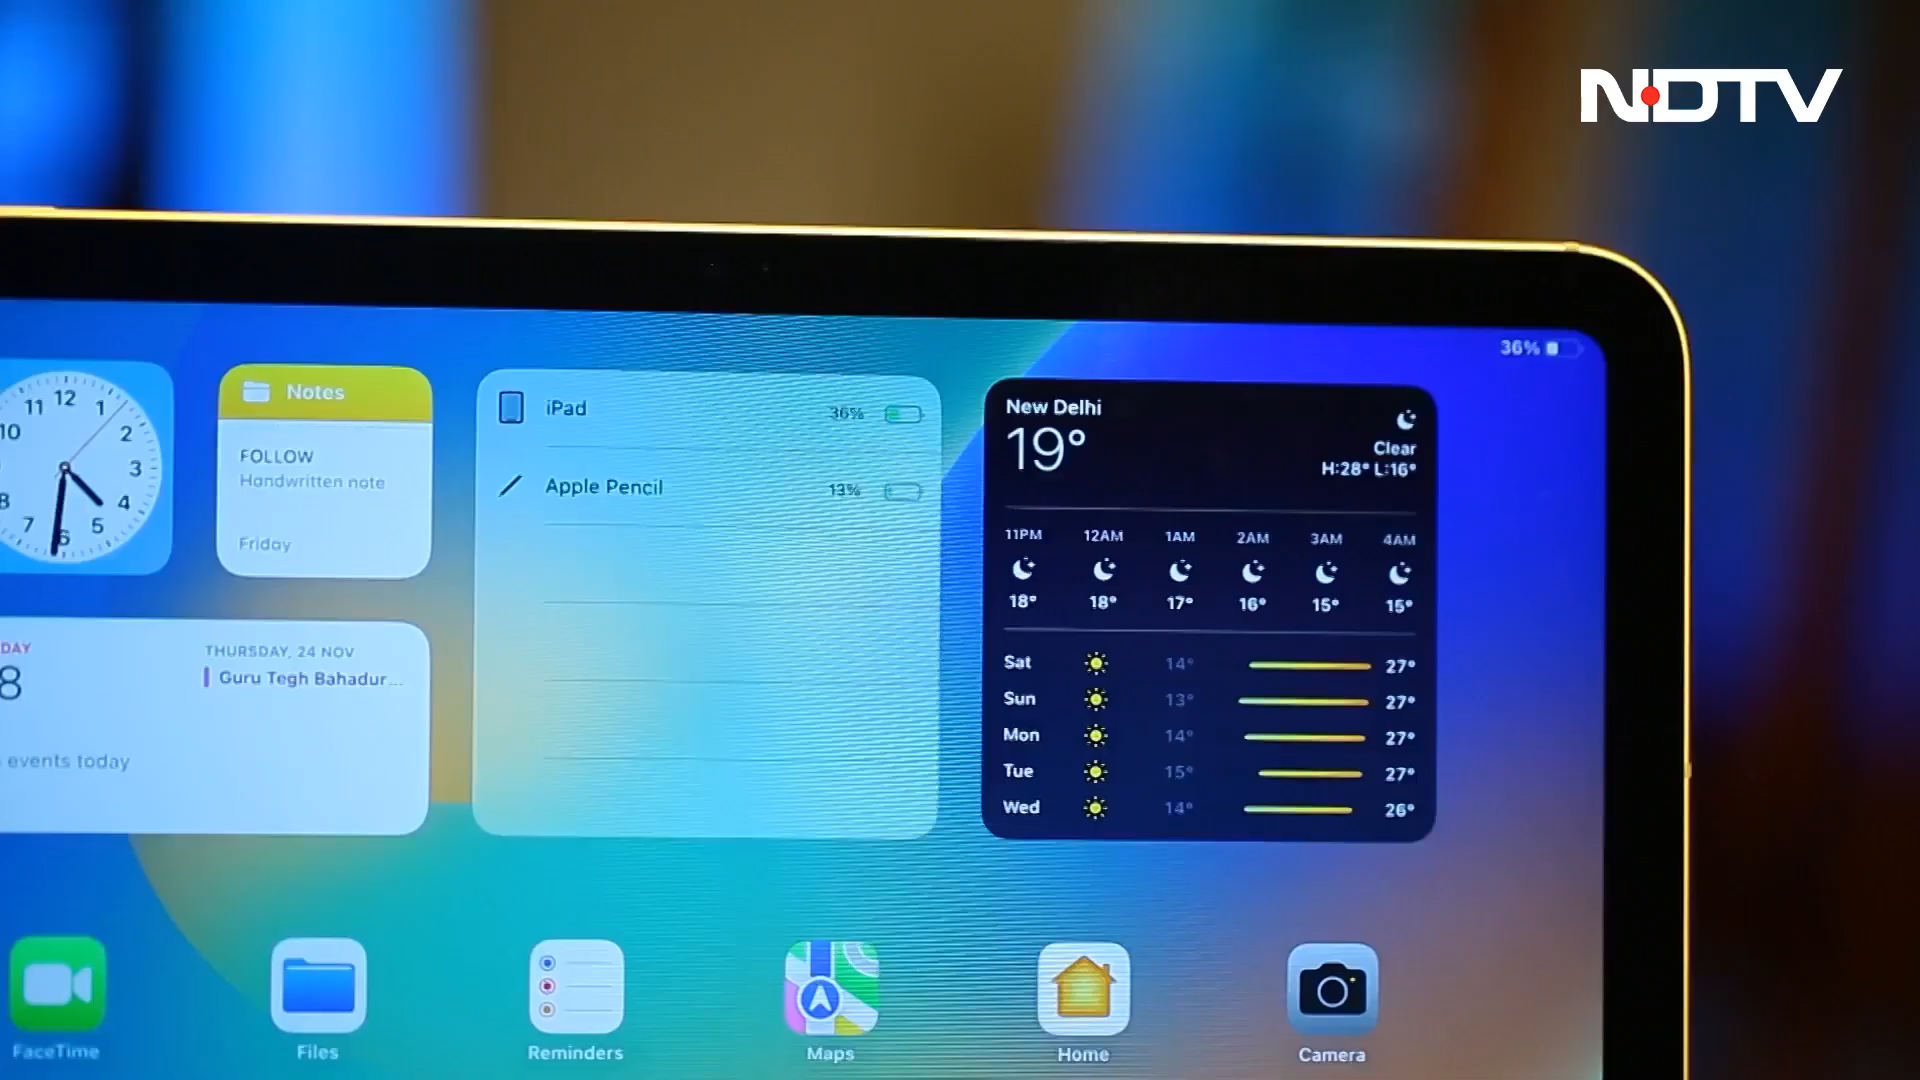 NDTV
36%
12
11
1
10
2
3
8
4
7
5
6
Notes
FOLLOW
Handwritten note
Friday
iPad
36%
Apple Pencil
13%
New Delhi
19°
Clear
H:28° L:16°
11PM 12AM 1AM 2AM 3AM 4AM
18° 18° 17° 16° 15° 15°
Sat 14° 27°
Sun 13° 27°
Mon 14° 27°
Tue 15° 27°
Wed 14° 26°
DAY
8
events today
THURSDAY, 24 NOV
Guru Tegh Bahadur...
FaceTime
Files
Reminders
Maps
Home
Camera